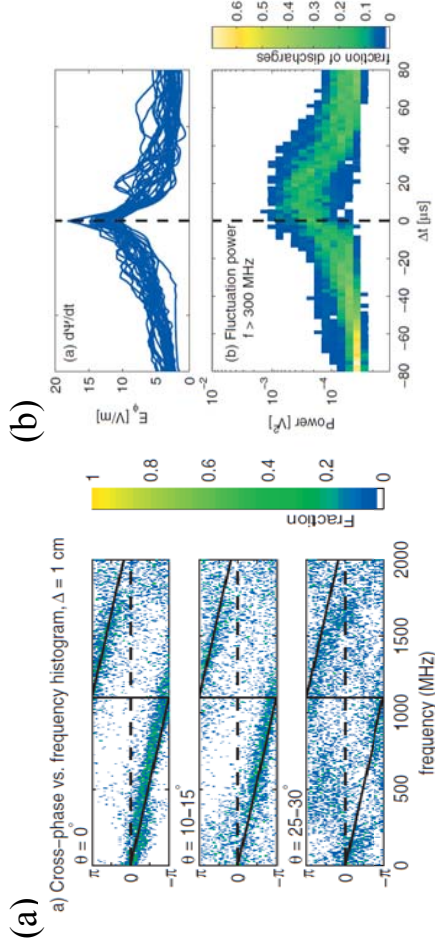 (a)
a) Cross−phase vs. frequency histogram, Δ = 1 cm
θ = 0°
π
0
−π
θ = 10−15°
π
0
−π
θ = 25−30°
π
0
−π
0 500 1000 1500 2000
frequency (MHz)
Fraction
1
0.8
0.6
0.4
0.2
0
(b)
(a) dΨ/dt
E_ϕ [V/m]
20
15
10
5
0
(b) Fluctuation power
f > 300 MHz
Power [V²]
10⁻²
10⁻³
10⁻⁴
−80 −60 −40 −20 0 20 40 60 80
Δt [µs]
fraction of discharges
0.6
0.5
0.4
0.3
0.2
0.1
0